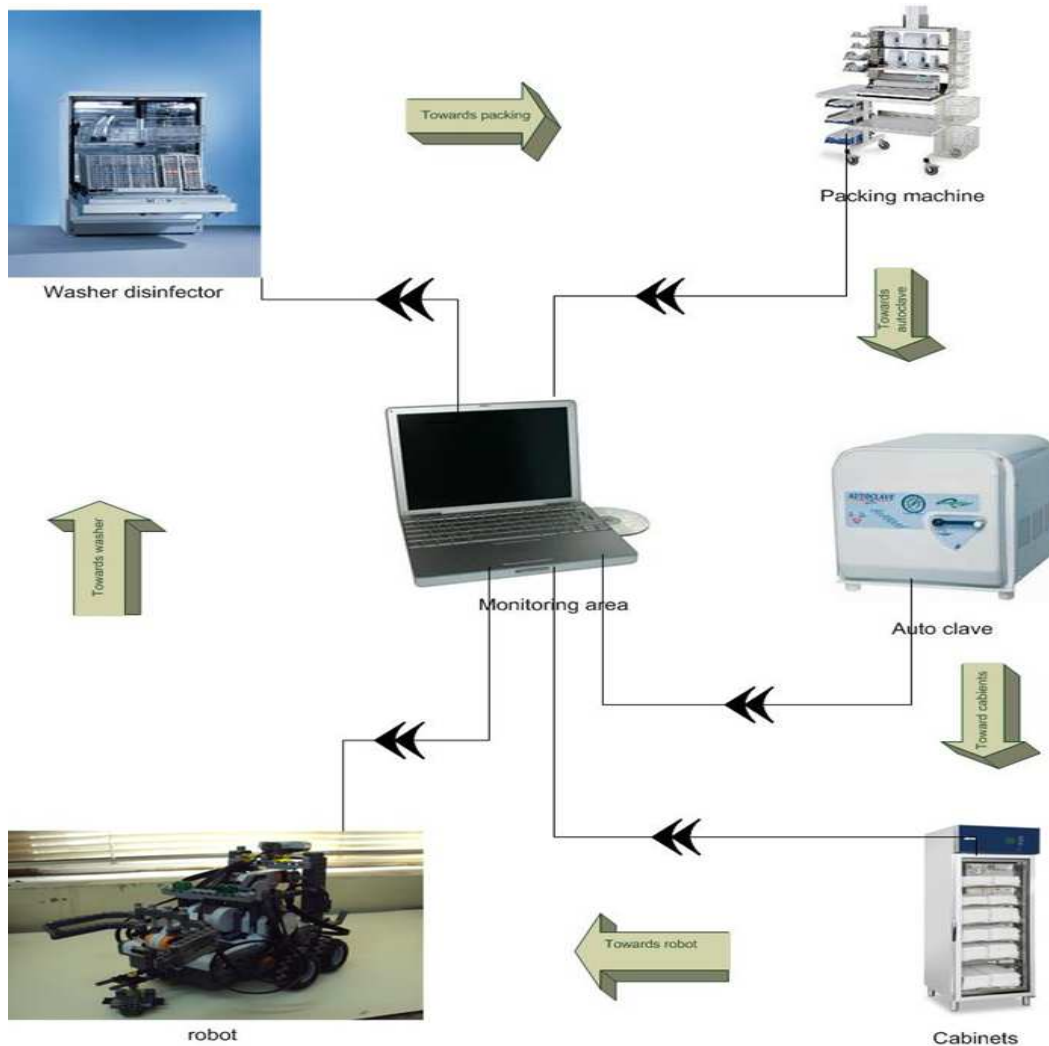 Towards packing
Packing machine
Washer disinfector
Towards
autoclave
Towards washer
AUTOCLAVE
Monitoring area
Auto clave
Toward cabients
Towards robot
robot
Cabinets